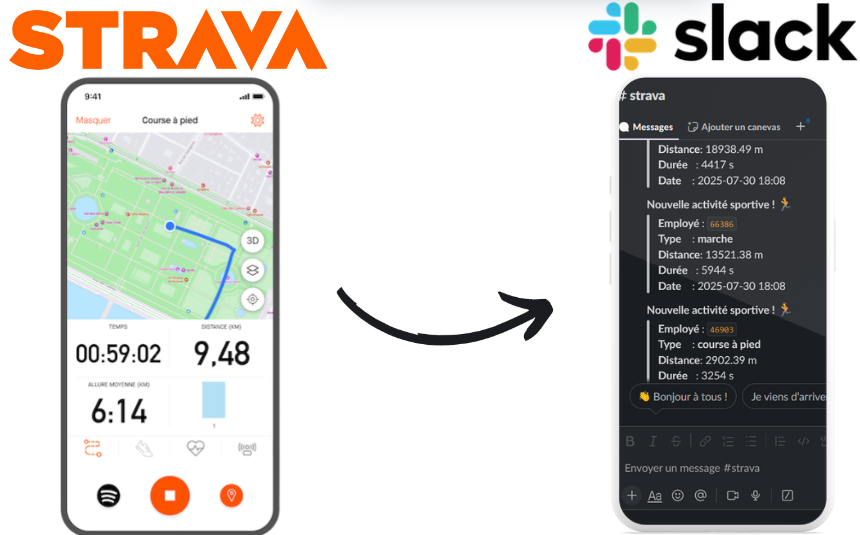 STRAVA
slack
9:41
Masquer
Course à pied
3D
TEMPS
DISTANCE (KM)
00:59:02
9,48
ALLURE MOYENNE (KM)
6:14
1
# strava
Messages
Ajouter un canevas
+
Distance: 18938.49 m
Durée : 4417 s
Date : 2025-07-30 18:08
Nouvelle activité sportive ! 🏃
Employé : 66386
Type : marche
Distance: 13521.38 m
Durée : 5944 s
Date : 2025-07-30 18:08
Nouvelle activité sportive ! 🏃
Employé : 46903
Type : course à pied
Distance: 2902.39 m
Durée : 3254 s
👋 Bonjour à tous !
Je viens d'arrive
B I S
Envoyer un message #strava
+ Aa @